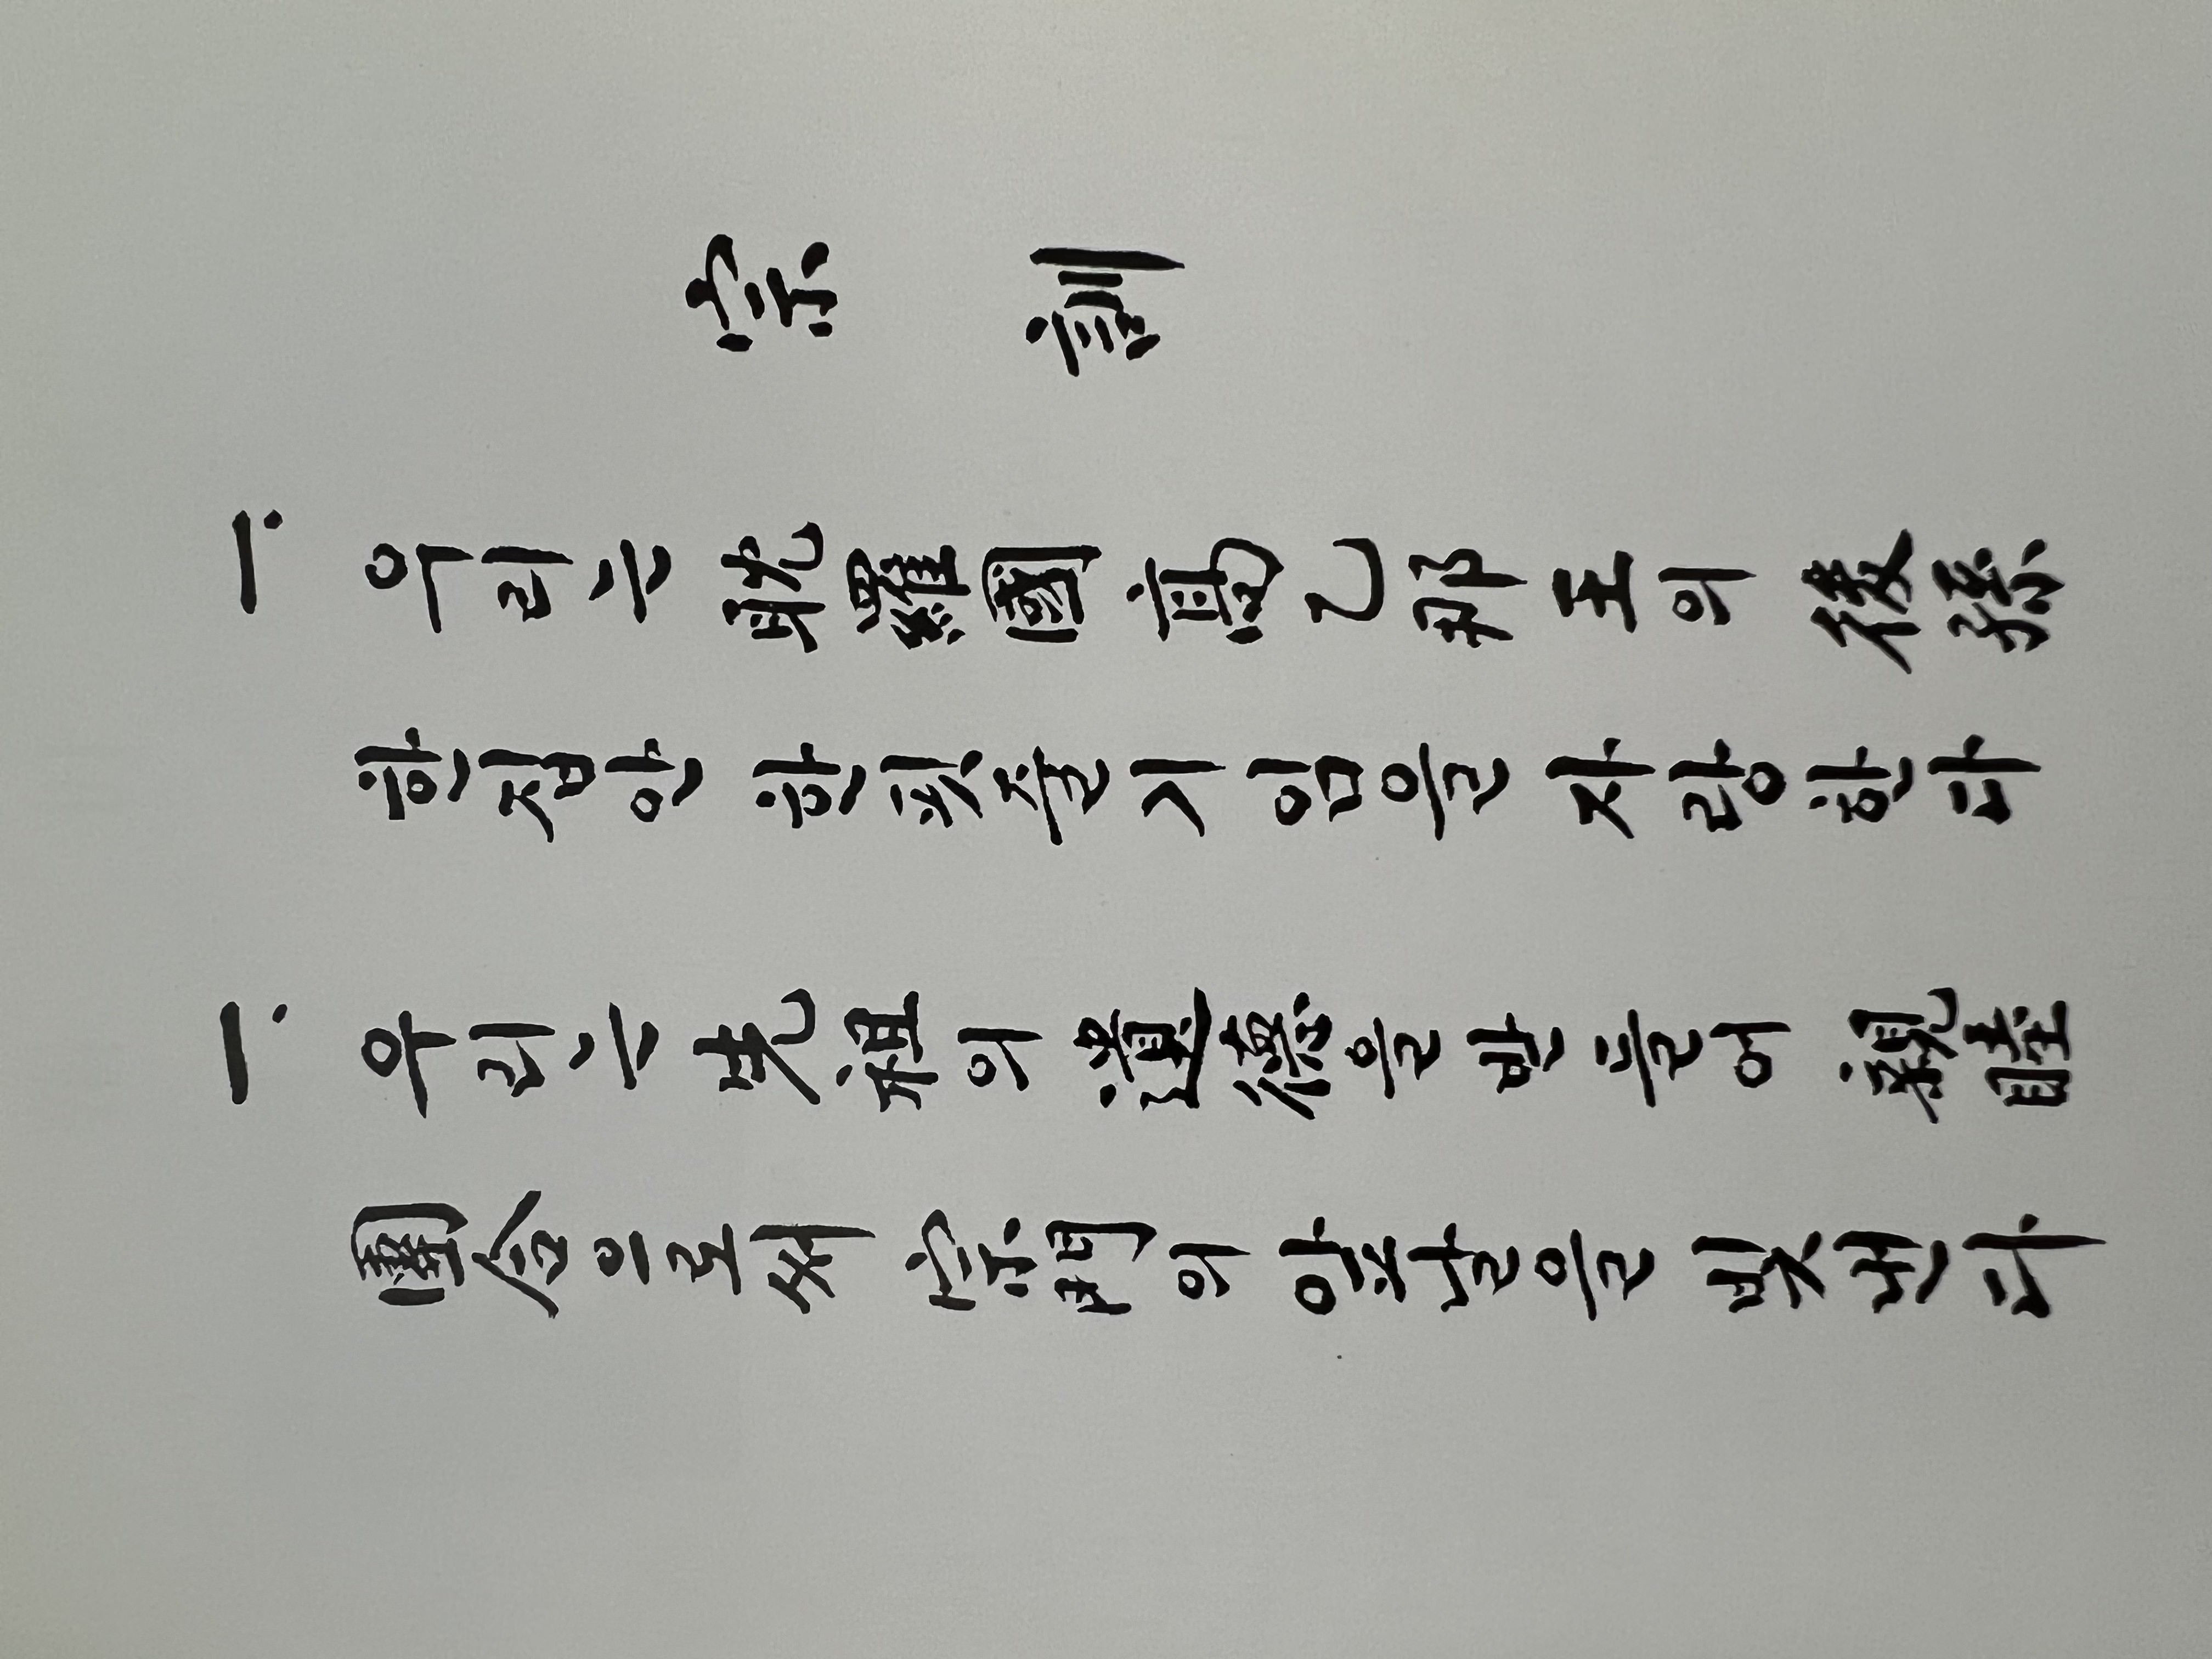 宗訓
一. 우리는 耽羅國 高乙那王의 後孫
한집안 한핏줄기임을 자랑한다
一. 우리는 先祖의 遺德을 받들어 親睦
團合으로써 宗門의 앞날을 빛낸다